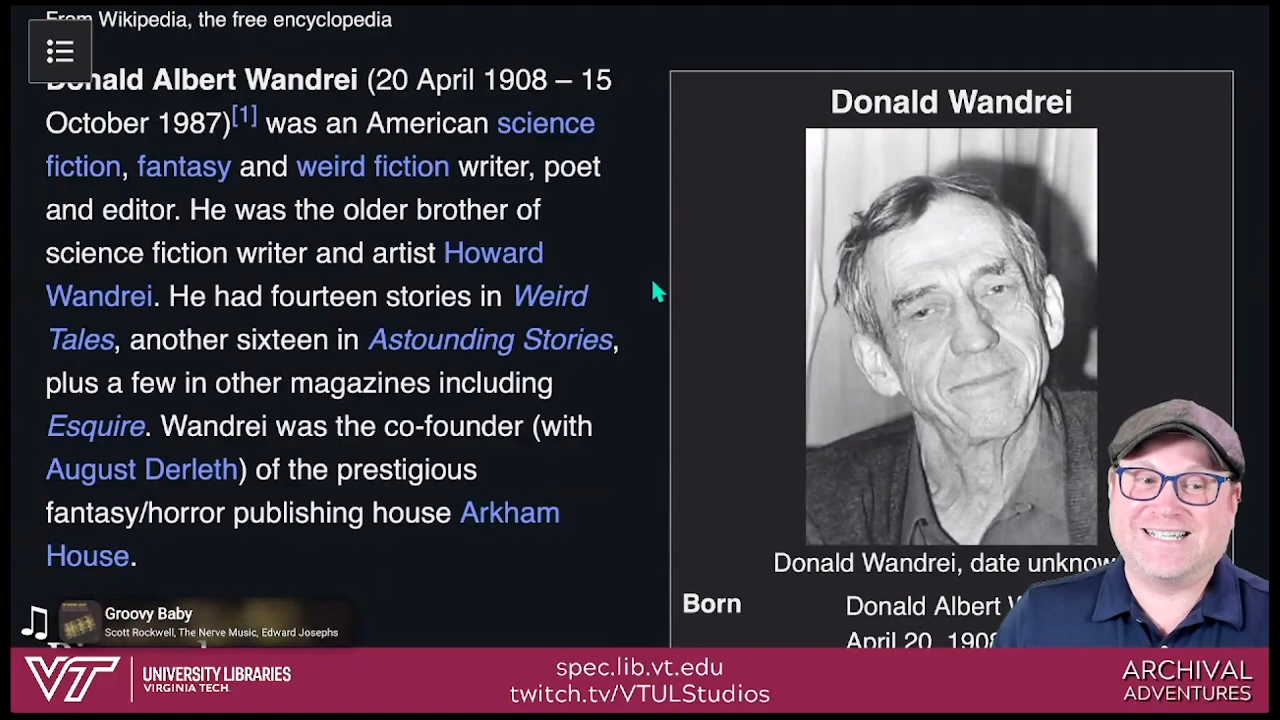 From Wikipedia, the free encyclopedia
Donald Albert Wandrei (20 April 1908 – 15
October 1987)[1] was an American science
fiction, fantasy and weird fiction writer, poet
and editor. He was the older brother of
science fiction writer and artist Howard
Wandrei. He had fourteen stories in Weird
Tales, another sixteen in Astounding Stories,
plus a few in other magazines including
Esquire. Wandrei was the co-founder (with
August Derleth) of the prestigious
fantasy/horror publishing house Arkham
House.
Donald Wandrei
Donald Wandrei, date unknow
Born
Donald Albert W
April 20, 1908
Groovy Baby
Scott Rockwell, The Nerve Music, Edward Josephs
VT
UNIVERSITY LIBRARIES
VIRGINIA TECH
spec.lib.vt.edu
twitch.tv/VTULStudios
ARCHIVAL
ADVENTURES